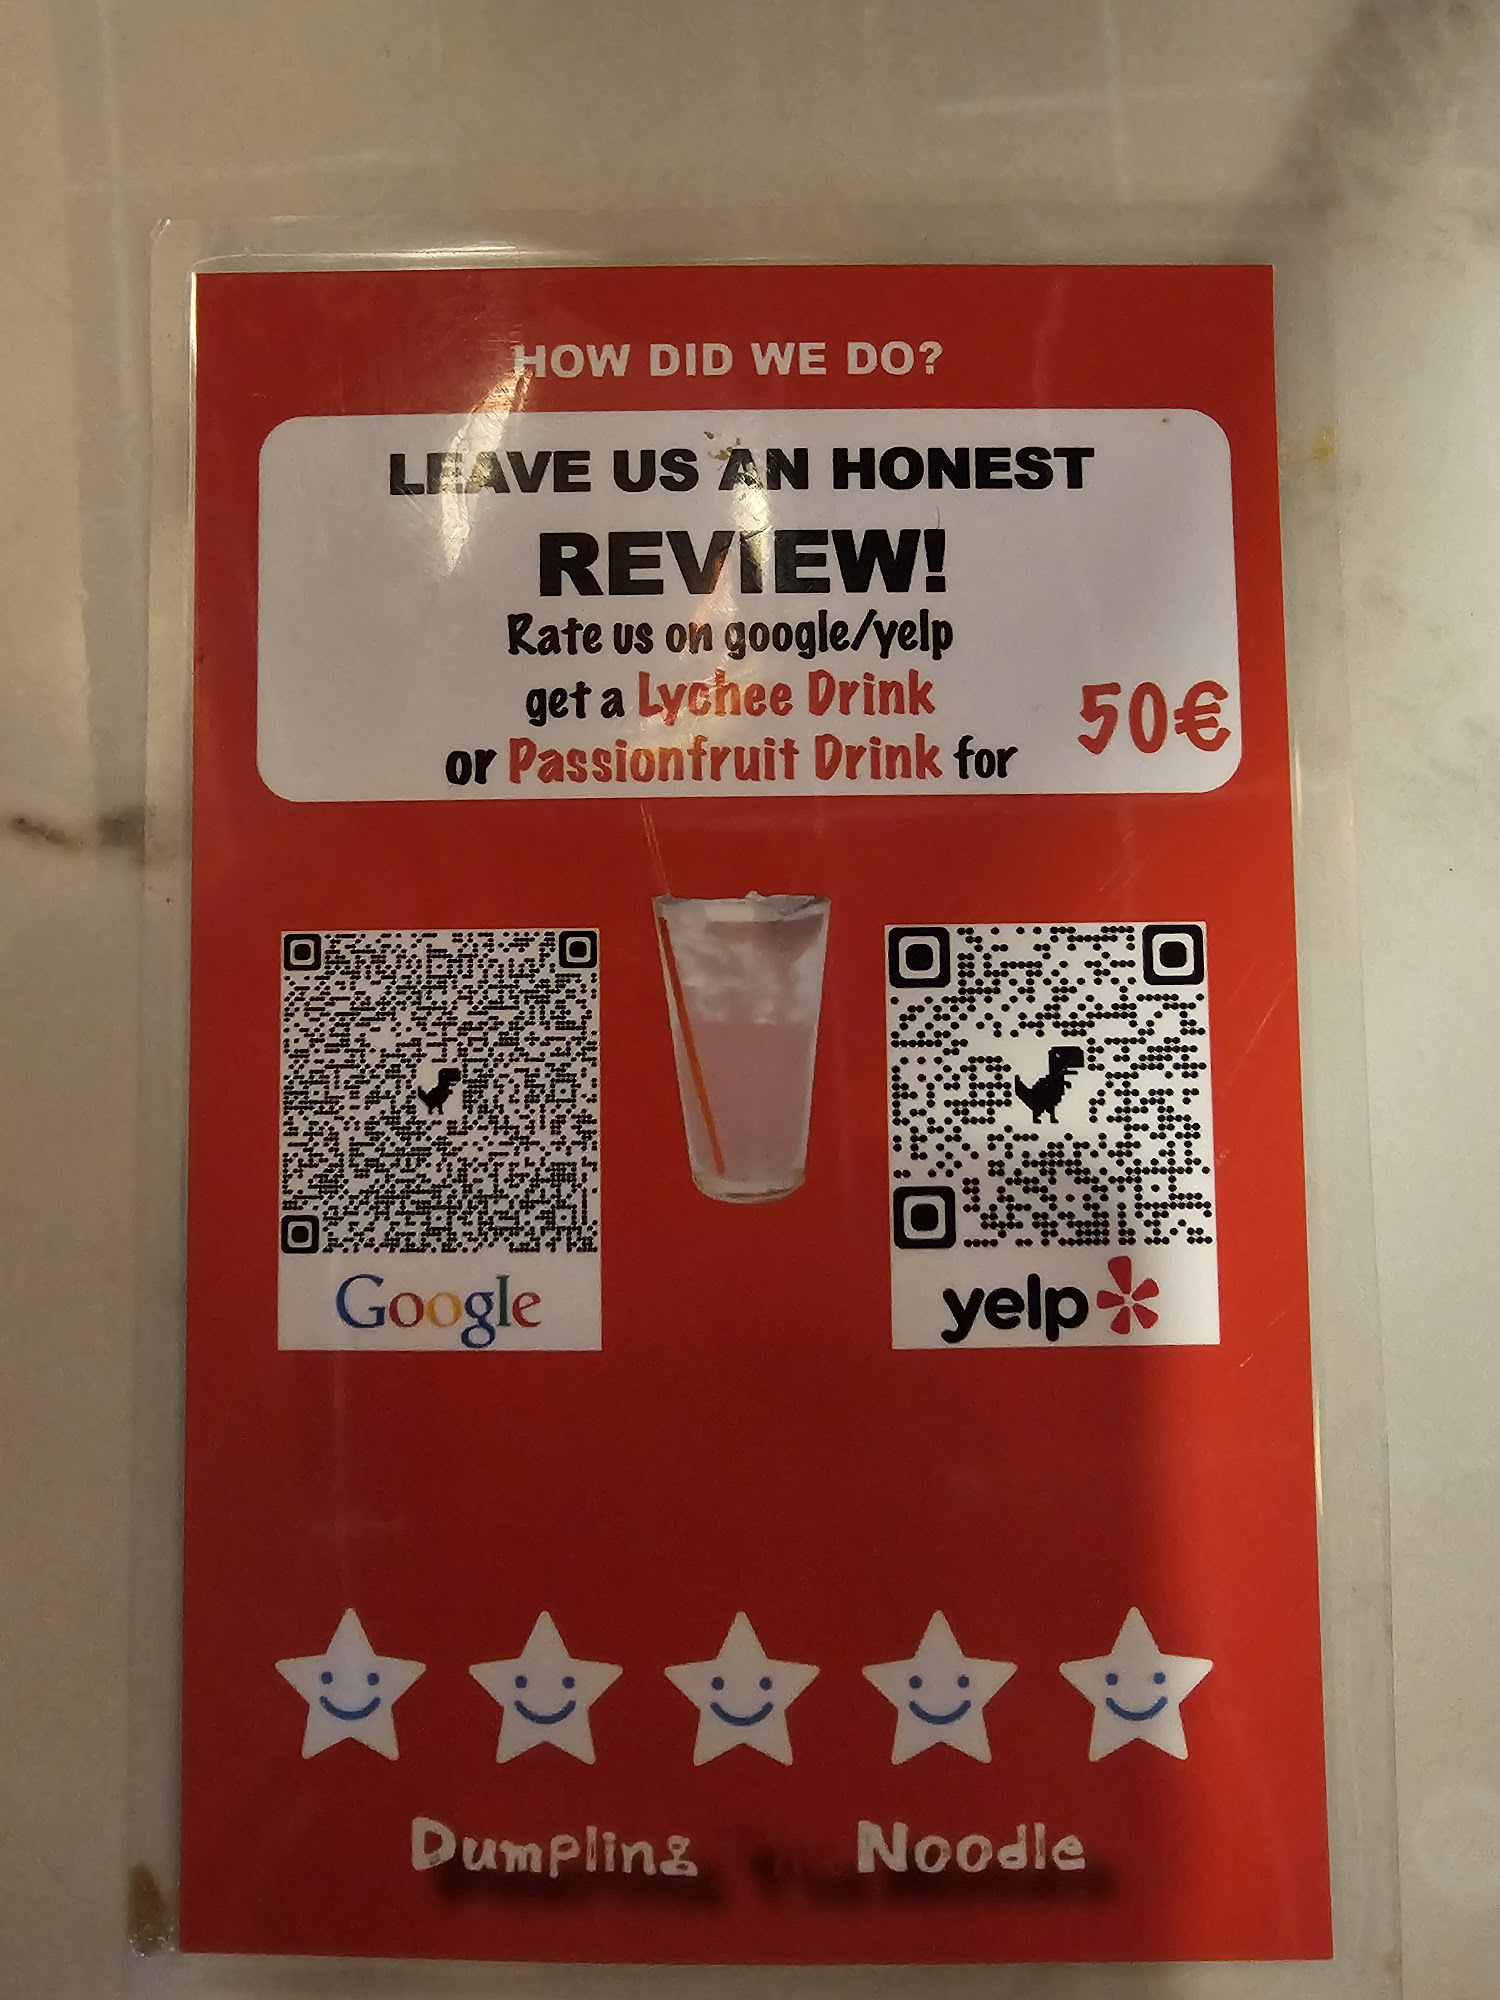 HOW DID WE DO?
LEAVE US AN HONEST
REVIEW!
Rate us on google/yelp
get a Lychee Drink
or Passionfruit Drink for 50€
Google
yelp
Dumpling Noodle